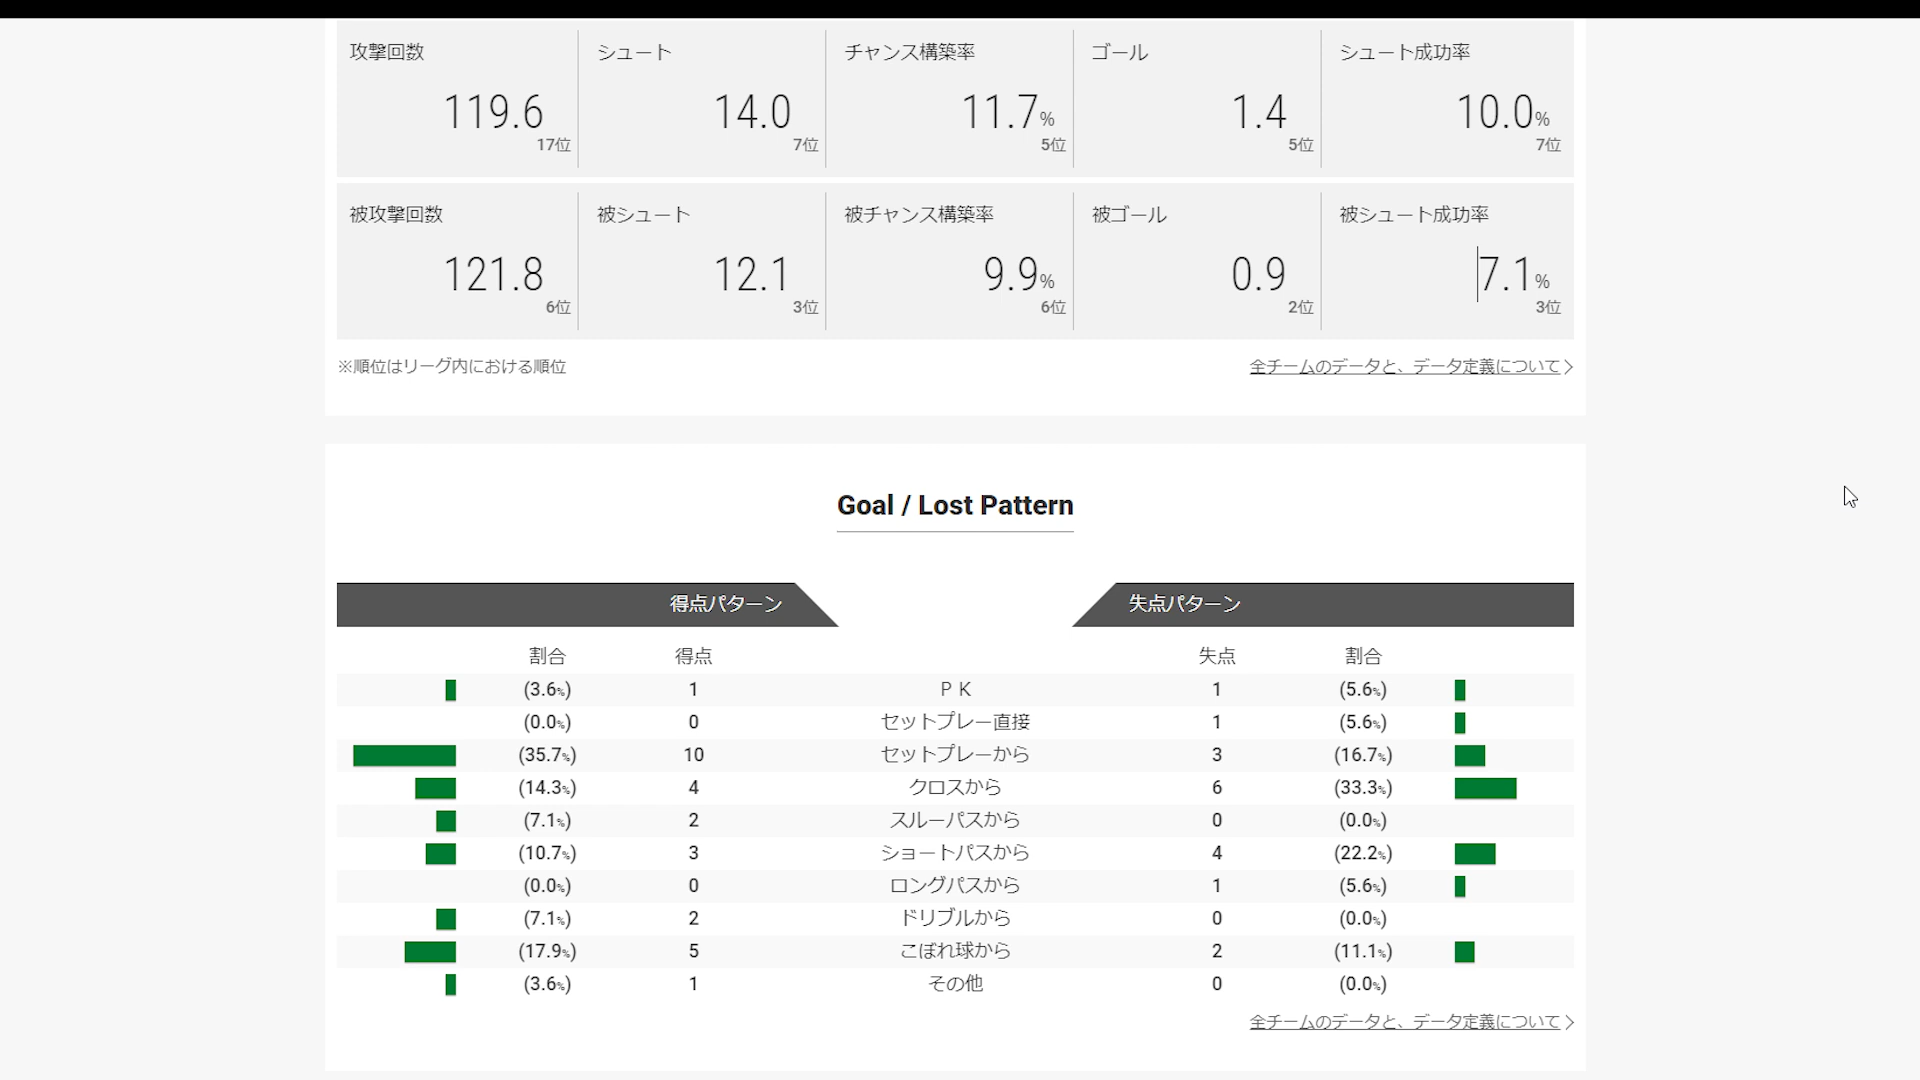 攻撃回数 シュート チャンス構築率 ゴール シュート成功率
119.6 14.0 11.7% 1.4 10.0%
17位 7位 5位 5位 7位
被攻撃回数 被シュート 被チャンス構築率 被ゴール 被シュート成功率
121.8 12.1 9.9% 0.9 7.1%
6位 3位 6位 2位 3位
※順位はリーグ内における順位 全チームのデータと、データ定義について
Goal / Lost Pattern
得点パターン 失点パターン
割合 得点 失点 割合
(3.6%) 1 ＰＫ 1 (5.6%)
(0.0%) 0 セットプレー直接 1 (5.6%)
(35.7%) 10 セットプレーから 3 (16.7%)
(14.3%) 4 クロスから 6 (33.3%)
(7.1%) 2 スルーパスから 0 (0.0%)
(10.7%) 3 ショートパスから 4 (22.2%)
(0.0%) 0 ロングパスから 1 (5.6%)
(7.1%) 2 ドリブルから 0 (0.0%)
(17.9%) 5 こぼれ球から 2 (11.1%)
(3.6%) 1 その他 0 (0.0%)
全チームのデータと、データ定義について